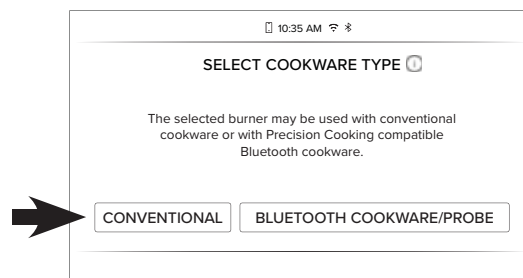 10:35 AM
SELECT COOKWARE TYPE i
The selected burner may be used with conventional
cookware or with Precision Cooking compatible
Bluetooth cookware.
CONVENTIONAL
BLUETOOTH COOKWARE/PROBE